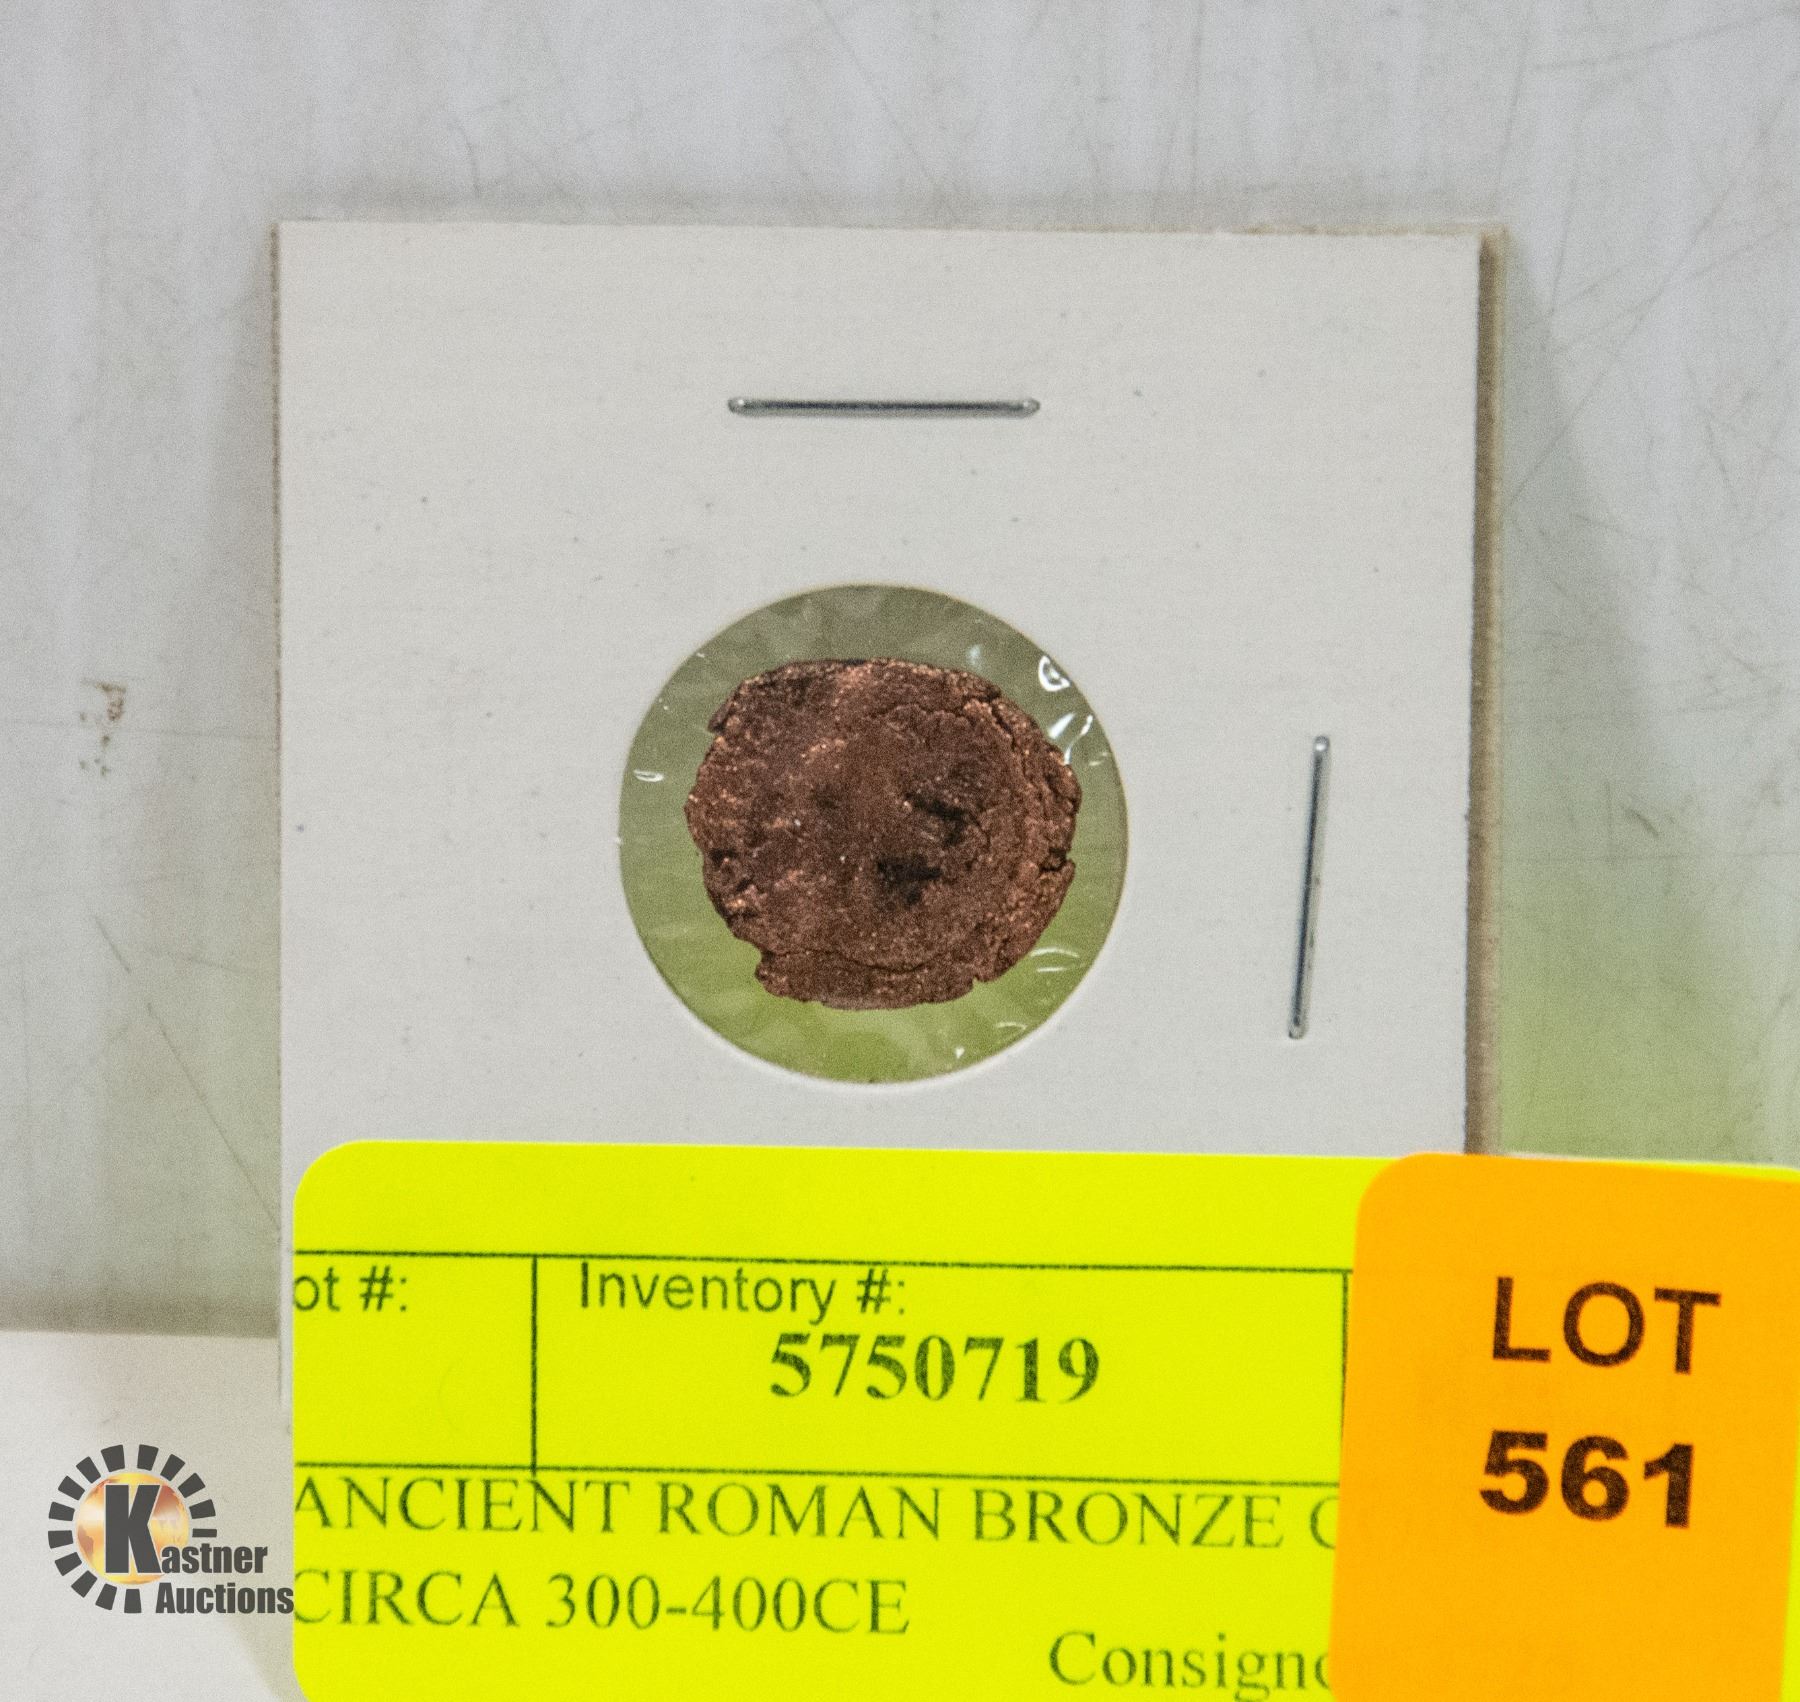 ot #:
Inventory #:
5750719
LOT
561
ANCIENT ROMAN BRONZE C
CIRCA 300-400CE
Consigno
Kastner
Auctions